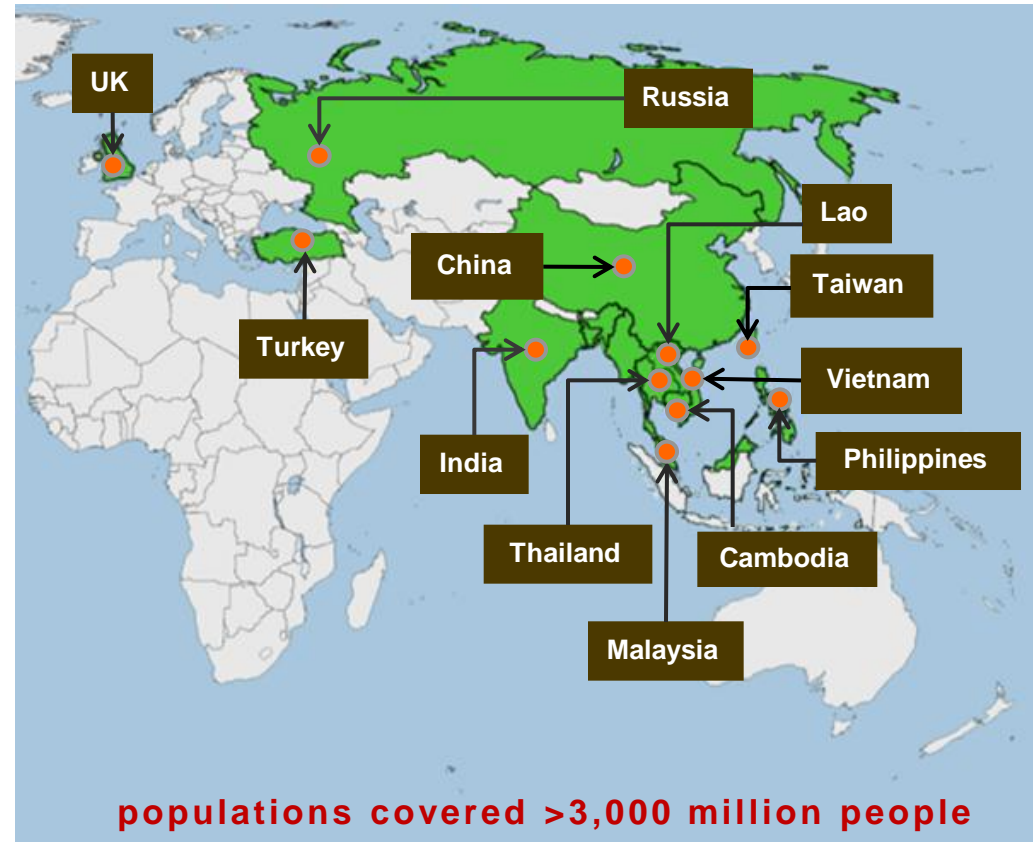 UK
Russia
Lao
China
Taiwan
Turkey
Vietnam
India
Philippines
Thailand
Cambodia
Malaysia
populations covered >3,000 million people